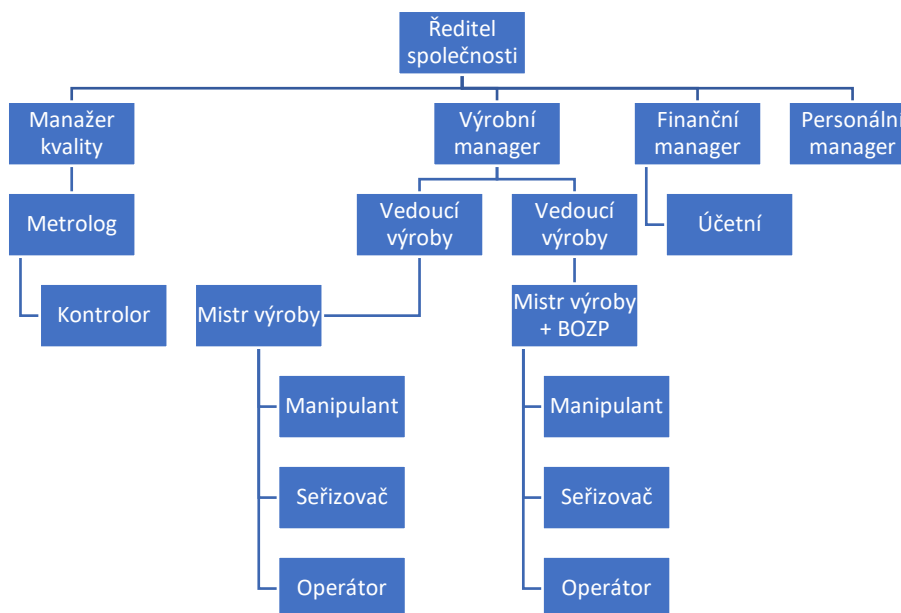 Ředitel
společnosti
Manažer
kvality
Výrobní
manager
Finanční
manager
Personální
manager
Metrolog
Vedoucí
výroby
Vedoucí
výroby
Účetní
Kontrolor
Mistr výroby
Mistr výroby
+ BOZP
Manipulant
Manipulant
Seřizovač
Seřizovač
Operátor
Operátor